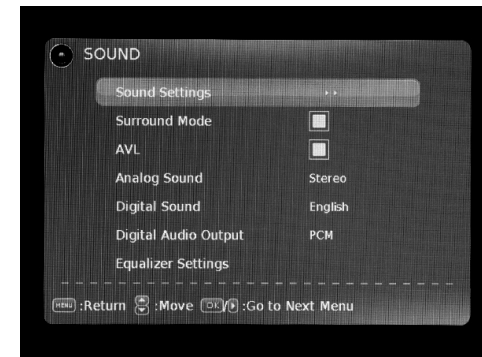 SOUND
Sound Settings
Surround Mode
AVL
Analog Sound Stereo
Digital Sound English
Digital Audio Output PCM
Equalizer Settings
MENU :Return :Move OK/ :Go to Next Menu